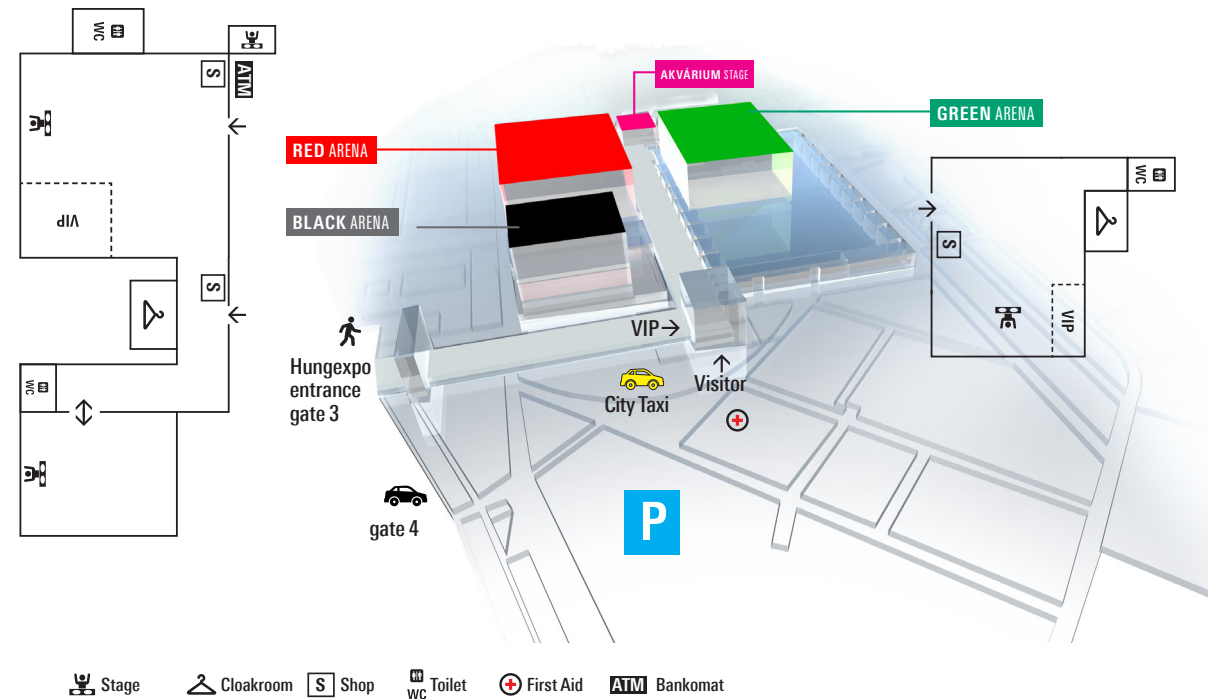 WC
S
ATM
AKVÁRIUM STAGE
GREEN ARENA
RED ARENA
WC
VIP
BLACK ARENA
S
S
VIP→
VIP
Hungexpo
entrance
gate 3
Visitor
WC
City Taxi
P
gate 4
Stage
Cloakroom
S Shop
WC Toilet
First Aid
ATM Bankomat